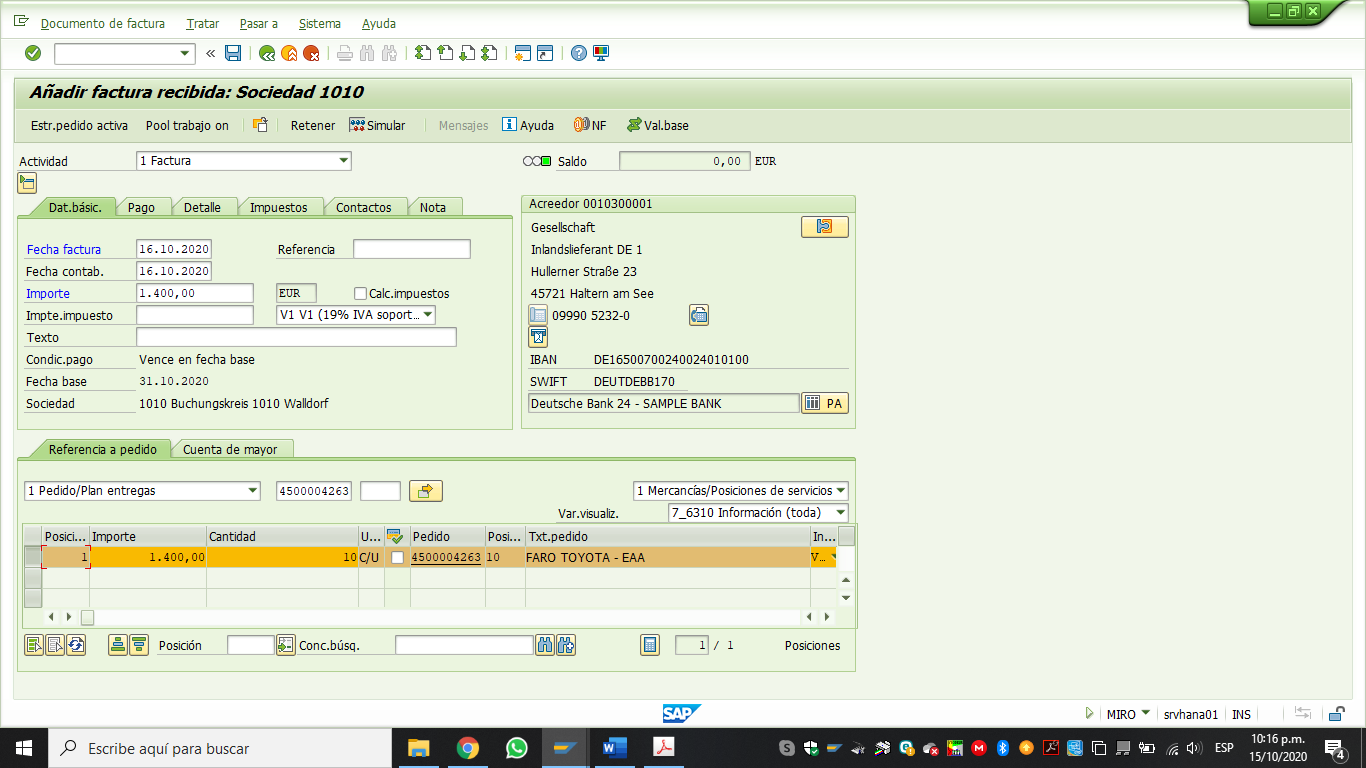 Documento de factura Tratar Pasar a Sistema Ayuda
Añadir factura recibida: Sociedad 1010
Estr.pedido activa Pool trabajo on Retener Simular Mensajes Ayuda NF Val.base
Actividad 1 Factura Saldo 0,00 EUR
Dat.básic. Pago Detalle Impuestos Contactos Nota
Acreedor 0010300001
Fecha factura 16.10.2020 Referencia
Fecha contab. 16.10.2020
Importe 1.400,00 EUR Calc.impuestos
Impte.impuesto V1 V1 (19% IVA soport...
Texto
Condic.pago Vence en fecha base
Fecha base 31.10.2020
Sociedad 1010 Buchungskreis 1010 Walldorf
Gesellschaft
Inlandslieferant DE 1
Hullerner Straße 23
45721 Haltern am See
09990 5232-0
IBAN DE16500700240024010100
SWIFT DEUTDEBB170
Deutsche Bank 24 - SAMPLE BANK PA
Referencia a pedido Cuenta de mayor
1 Pedido/Plan entregas 4500004263 1 Mercancías/Posiciones de servicios
Var.visualiz. 7_6310 Información (toda)
Posici... Importe Cantidad U... Pedido Posi... Txt.pedido In...
1 1.400,00 10 C/U 4500004263 10 FARO TOYOTA - EAA V...
Posición Conc.búsq. 1 / 1 Posiciones
SAP MIRO srvhana01 INS
Escribe aquí para buscar
ESP
10:16 p.m.
15/10/2020
4